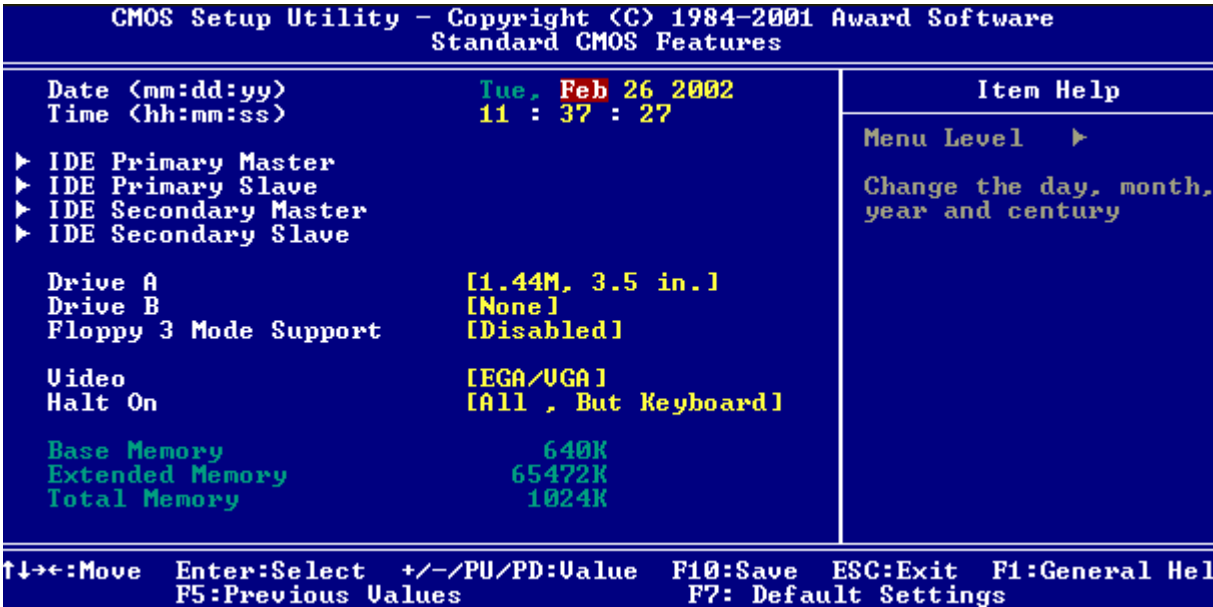 CMOS Setup Utility – Copyright (C) 1984–2001 Award Software
Standard CMOS Features
Date (mm:dd:yy) Tue, Feb 26 2002
Time (hh:mm:ss) 11 : 37 : 27
► IDE Primary Master
► IDE Primary Slave
► IDE Secondary Master
► IDE Secondary Slave
Drive A [1.44M, 3.5 in.]
Drive B [None]
Floppy 3 Mode Support [Disabled]
Video [EGA/VGA]
Halt On [All , But Keyboard]
Base Memory 640K
Extended Memory 65472K
Total Memory 1024K
Item Help
Menu Level ►
Change the day, month,
year and century
↑↓→←:Move Enter:Select +/-/PU/PD:Value F10:Save ESC:Exit F1:General Hel
F5:Previous Values F7: Default Settings